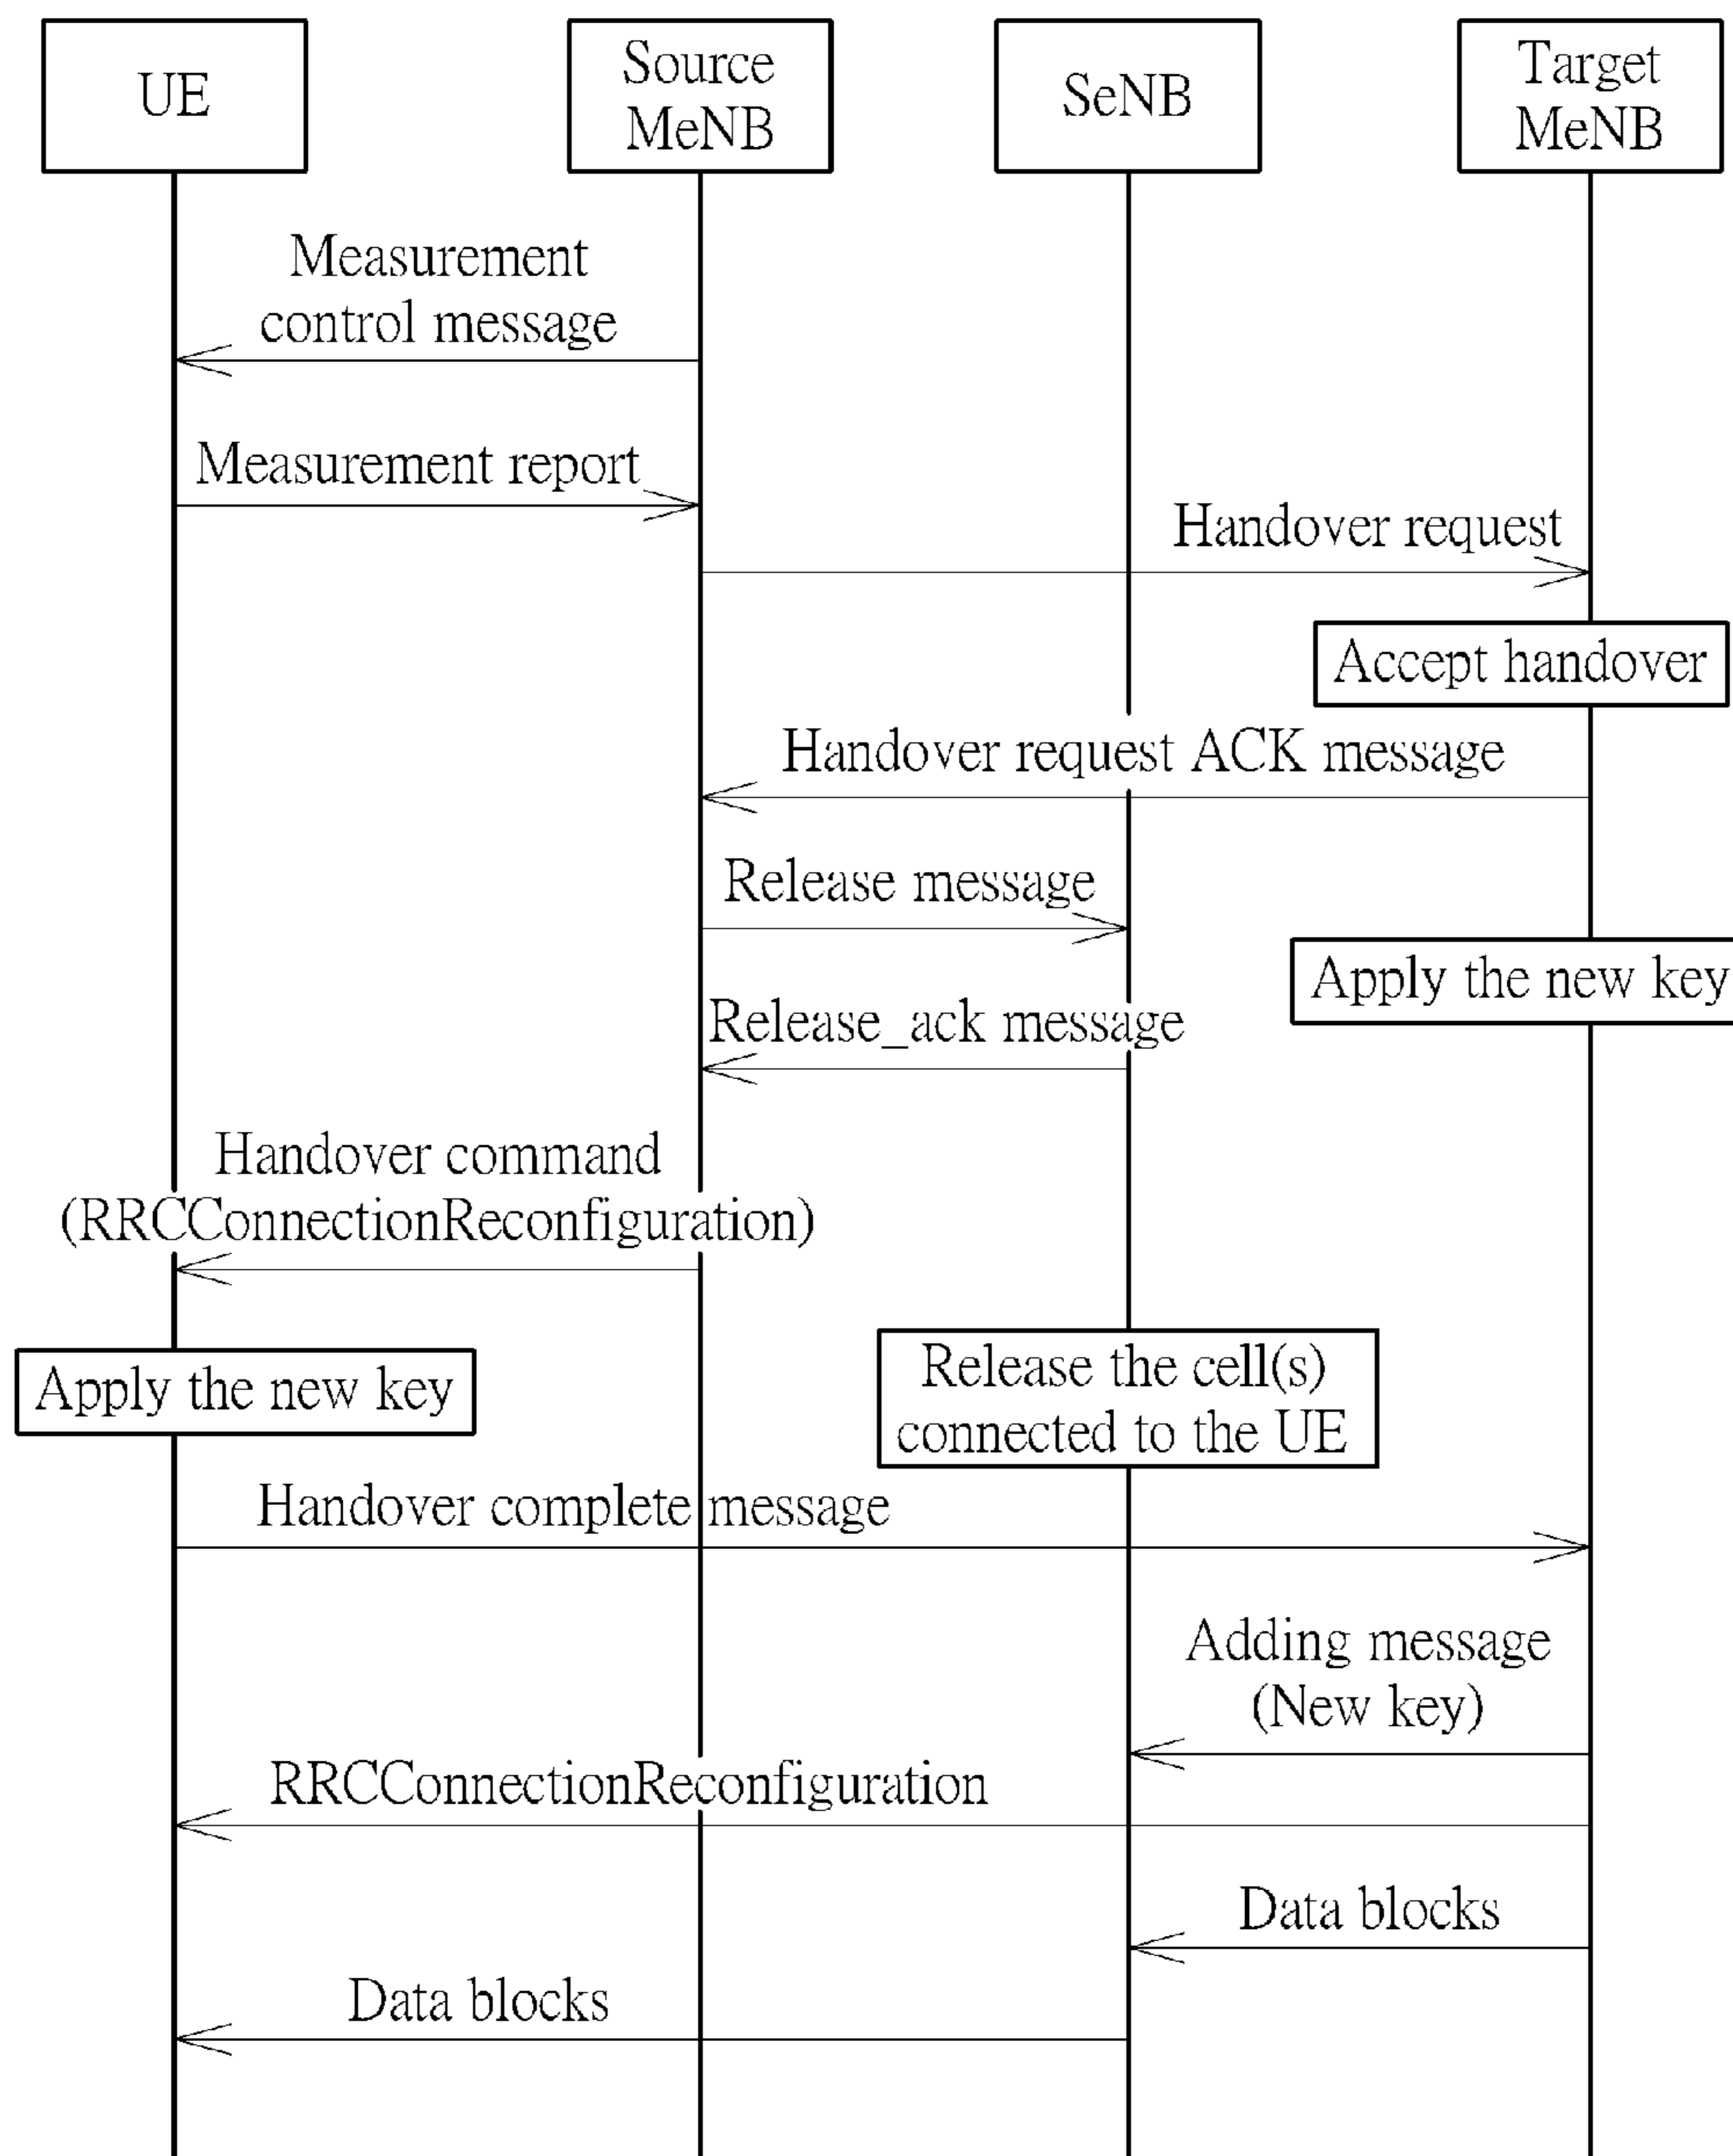 UE
Source
MeNB
SeNB
Target
MeNB
Measurement
control message
Measurement report
Handover request
Accept handover
Handover request ACK message
Release message
Apply the new key
Release_ack message
Handover command
(RRCConnectionReconfiguration)
Apply the new key
Release the cell(s)
connected to the UE
Handover complete message
Adding message
(New key)
RRCConnectionReconfiguration
Data blocks
Data blocks